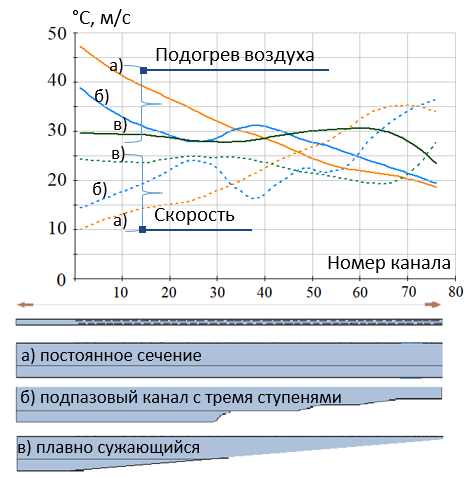 °C, м/с
50
40
30
20
10
0
а)
Подогрев воздуха
б)
в)
в)
б)
а)
Скорость
Номер канала
10 20 30 40 50 60 70 80
а) постоянное сечение
б) подпазовый канал с тремя ступенями
в) плавно сужающийся